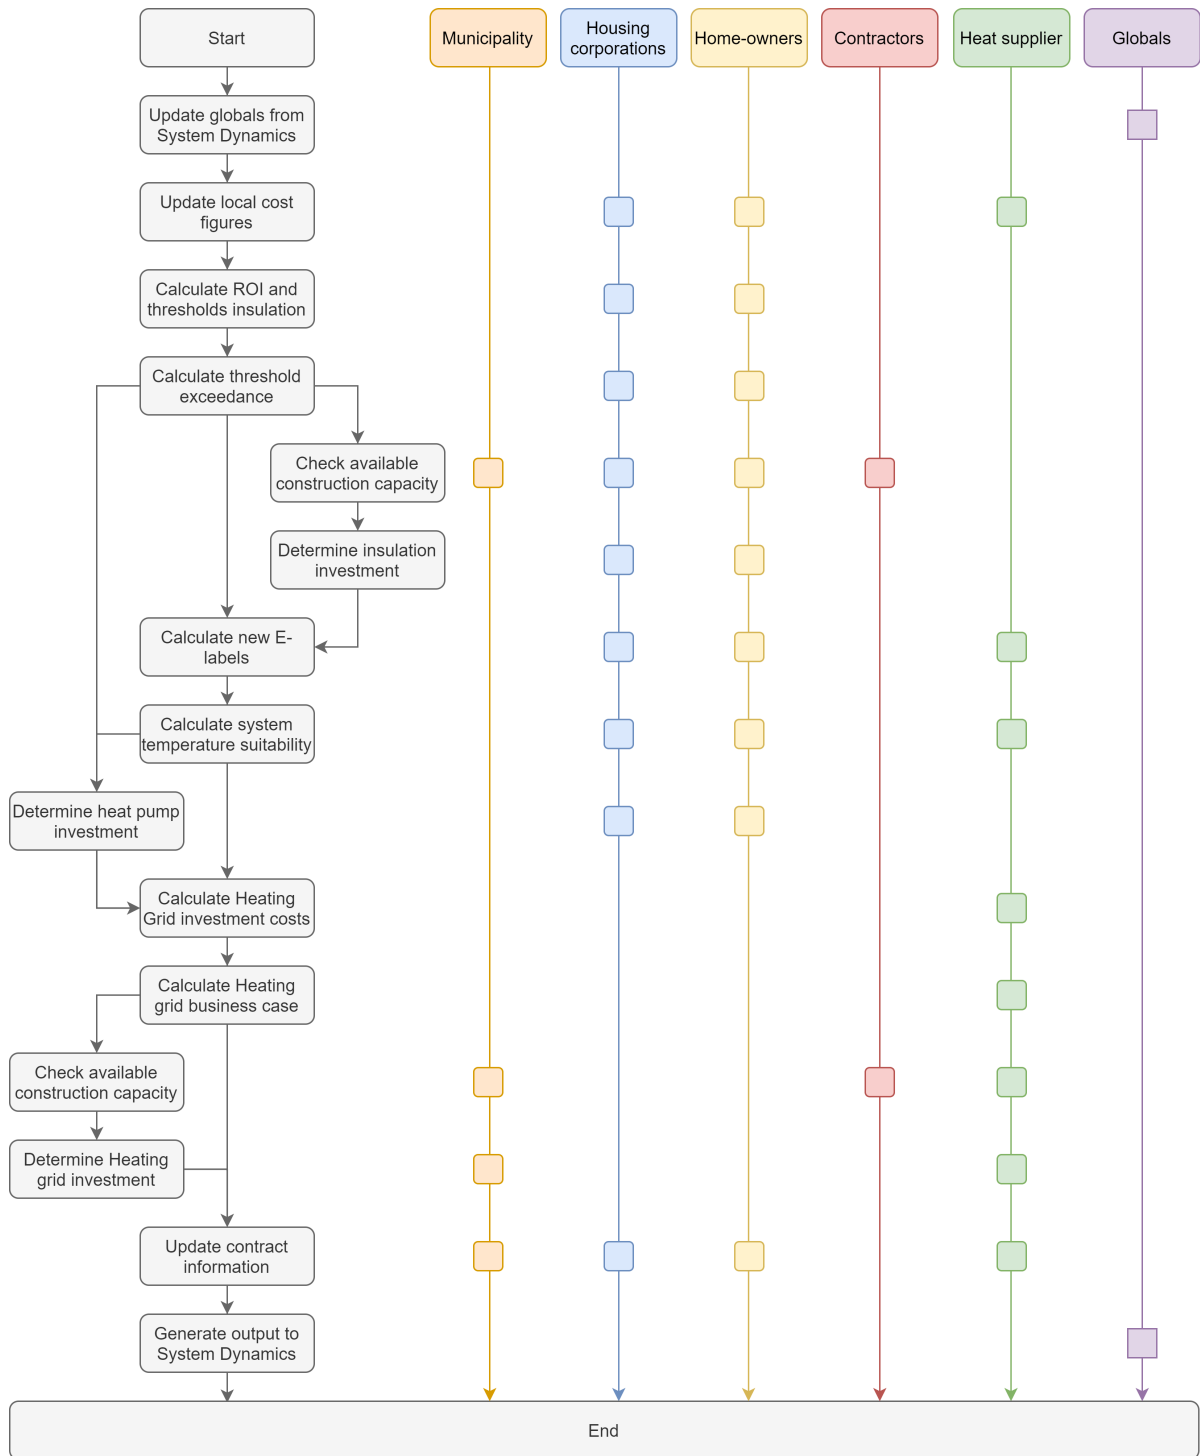 Start
Municipality
Housing
corporations
Home-owners
Contractors
Heat supplier
Globals
Update globals from
System Dynamics
Update local cost
figures
Calculate ROI and
thresholds insulation
Calculate threshold
exceedance
Check available
construction capacity
Determine insulation
investment
Calculate new E-
labels
Calculate system
temperature suitability
Determine heat pump
investment
Calculate Heating
Grid investment costs
Calculate Heating
grid business case
Check available
construction capacity
Determine Heating
grid investment
Update contract
information
Generate output to
System Dynamics
End